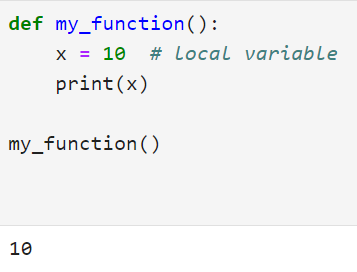 def my_function():
    x = 10  # local variable
    print(x)
my_function()
10